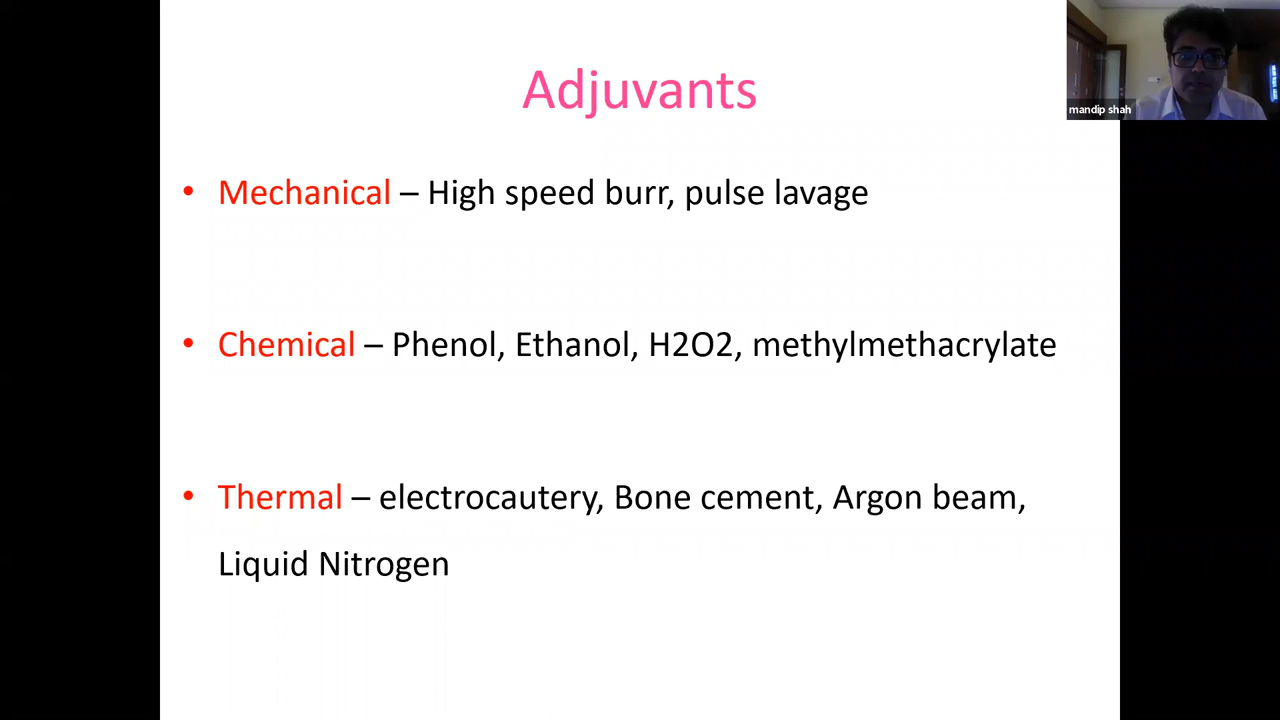 Adjuvants
mandip shah
• Mechanical – High speed burr, pulse lavage
• Chemical – Phenol, Ethanol, H2O2, methylmethacrylate
• Thermal – electrocautery, Bone cement, Argon beam,
Liquid Nitrogen